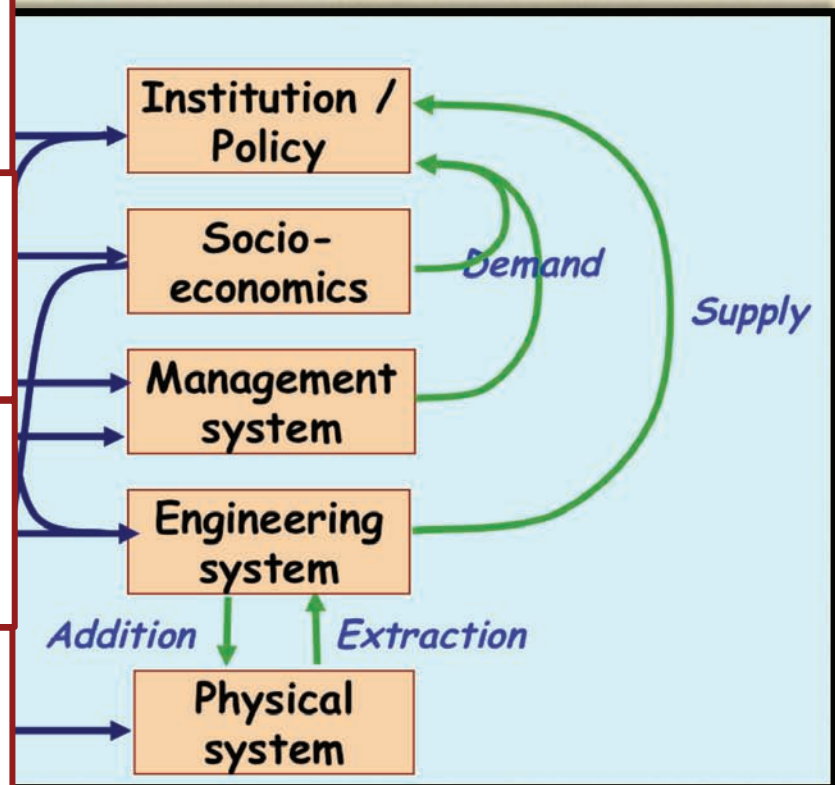 Institution /
Policy
Socio-
economics
Demand
Supply
Management
system
Engineering
system
Addition
Extraction
Physical
system